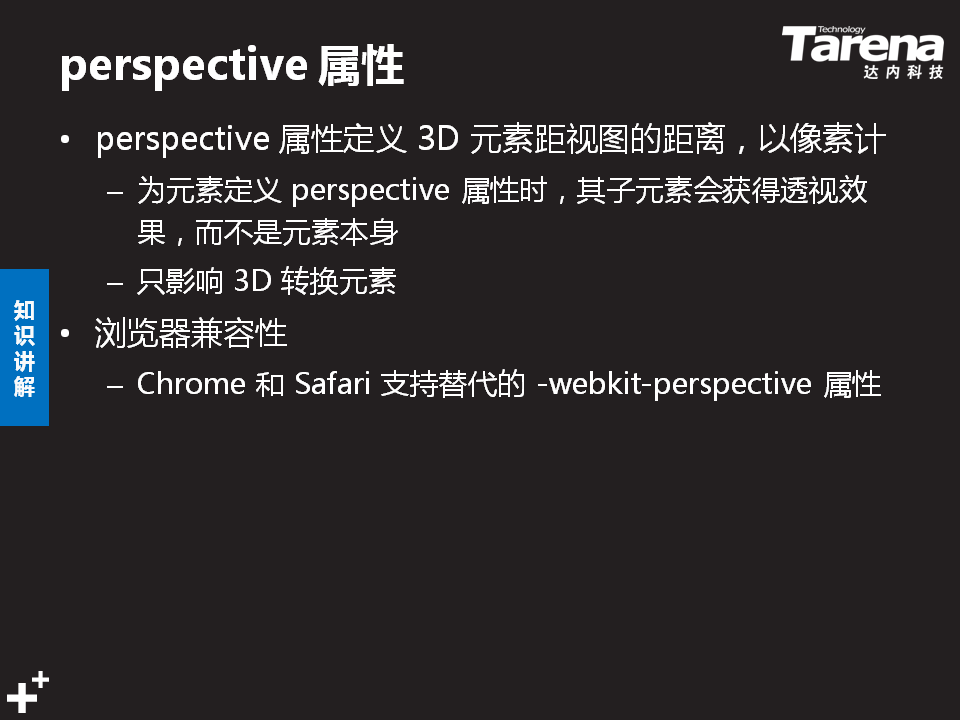 perspective 属性
Technology
Tarena
达内科技
• perspective 属性定义 3D 元素距视图的距离，以像素计
– 为元素定义 perspective 属性时，其子元素会获得透视效
果，而不是元素本身
– 只影响 3D 转换元素
知识讲解
• 浏览器兼容性
– Chrome 和 Safari 支持替代的 -webkit-perspective 属性